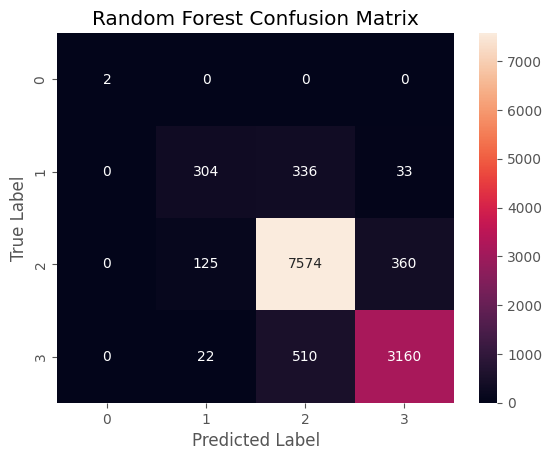 Random Forest Confusion Matrix
0 2 0 0 0
1 0 304 336 33
2 0 125 7574 360
3 0 22 510 3160
0 1 2 3
True Label
Predicted Label
7000
6000
5000
4000
3000
2000
1000
0